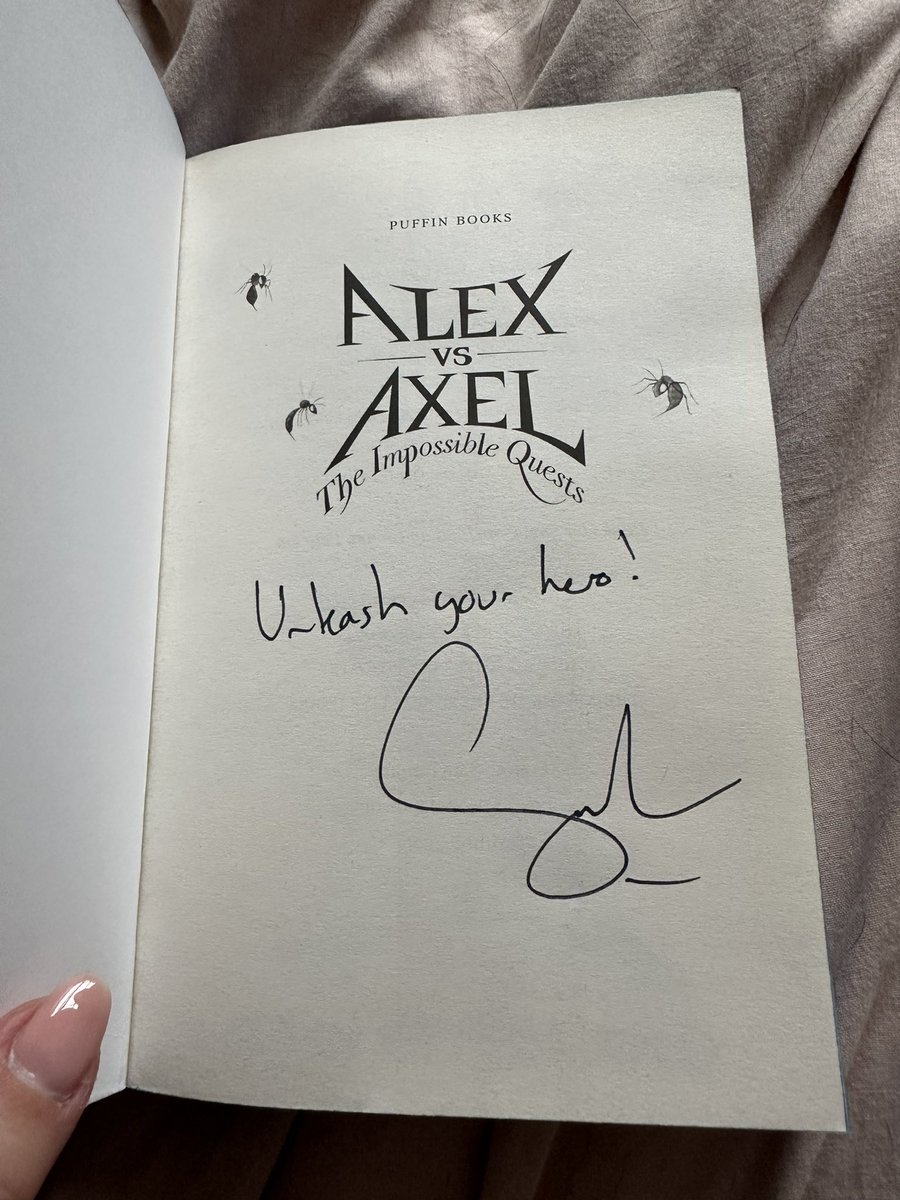 PUFFIN BOOKS
ALEX
VS
AXEL
The Impossible Quests
Unleash your hero!